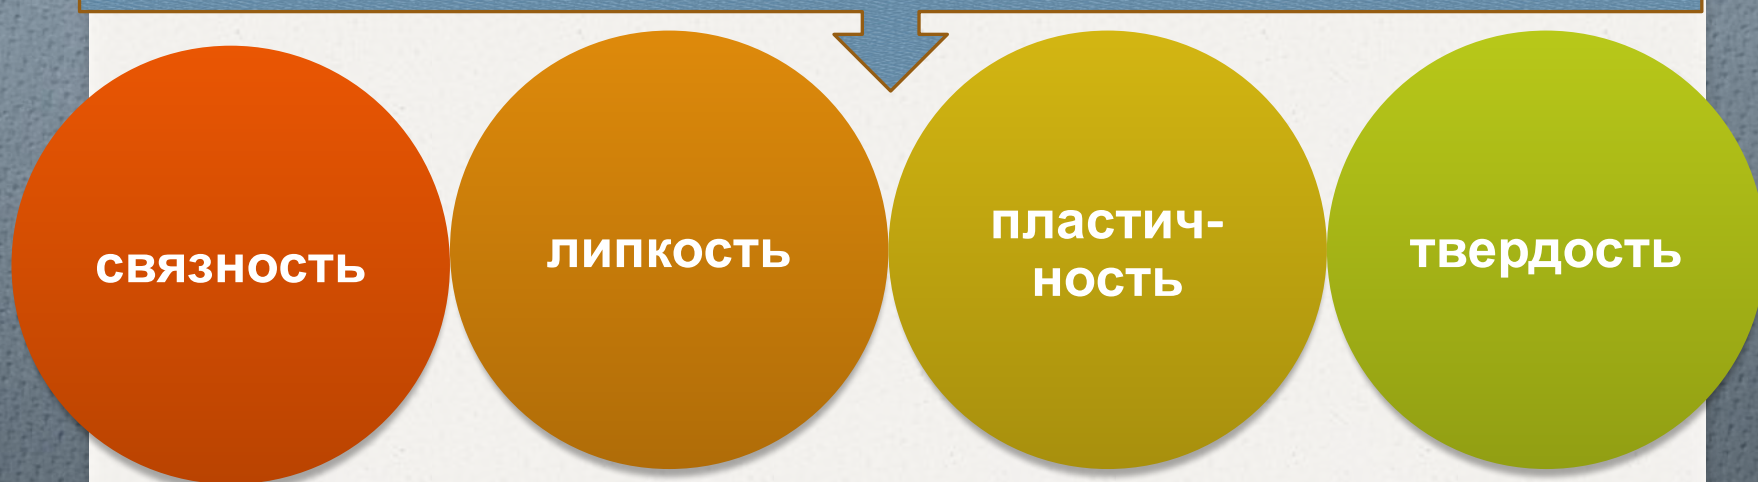 связность
липкость
пластич-
ность
твердость